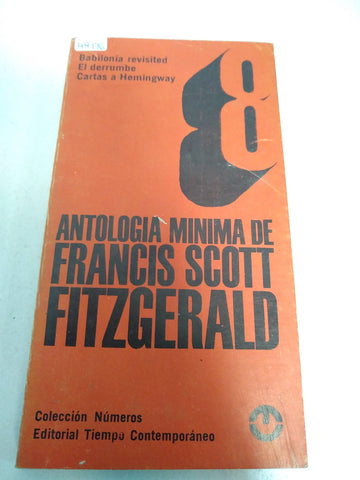 Babilonia revisited
El derrumbe
Cartas a Hemingway
8
ANTOLOGIA MINIMA DE
FRANCIS SCOTT
FITZGERALD
Colección Números
Editorial Tiempo Contemporáneo